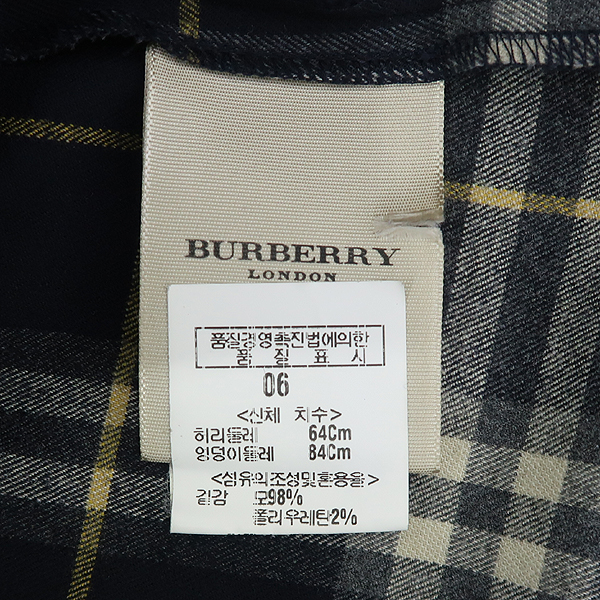 BURBERRY
LONDON
품질경영촉진법에의한
품 질 표 시
06
<신체 치수>
허리둘레 64Cm
엉덩이둘레 84Cm
<섬유의조성및혼용율>
겉감 모98%
폴리우레탄2%